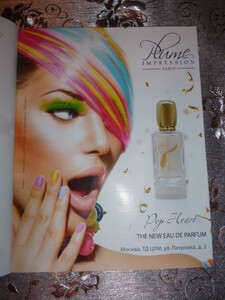 Plume
IMPRESSION
PARIS
Pop Heart
THE NEW EAU DE PARFUM
Москва, ТД ЦУМ, ул. Петровка, д. 2